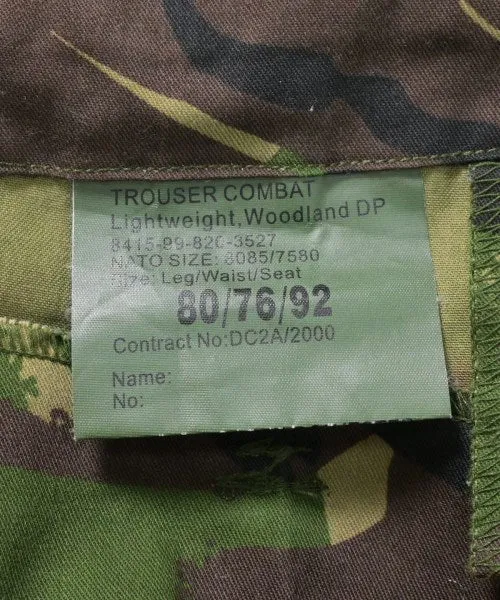 TROUSER COMBAT
Lightweight, Woodland DP
8415-99-820-3527
NATO SIZE: 8085/7580
Size: Leg/Waist/Seat
80/76/92
Contract No:DC2A/2000
Name:
No: